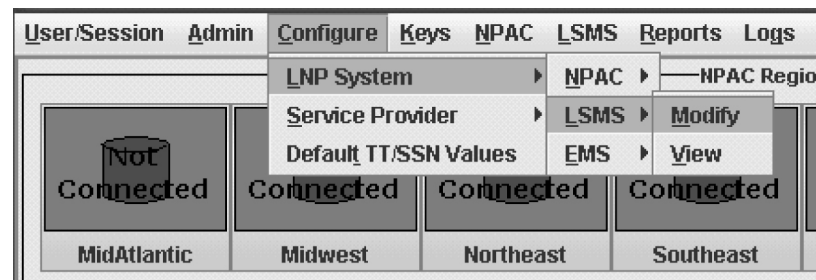 User/Session Admin Configure Keys NPAC LSMS Reports Logs
LNP System NPAC NPAC Regio
Service Provider LSMS Modify
Default TT/SSN Values EMS View
Not
Connected Connected Connected Connected
MidAtlantic Midwest Northeast Southeast